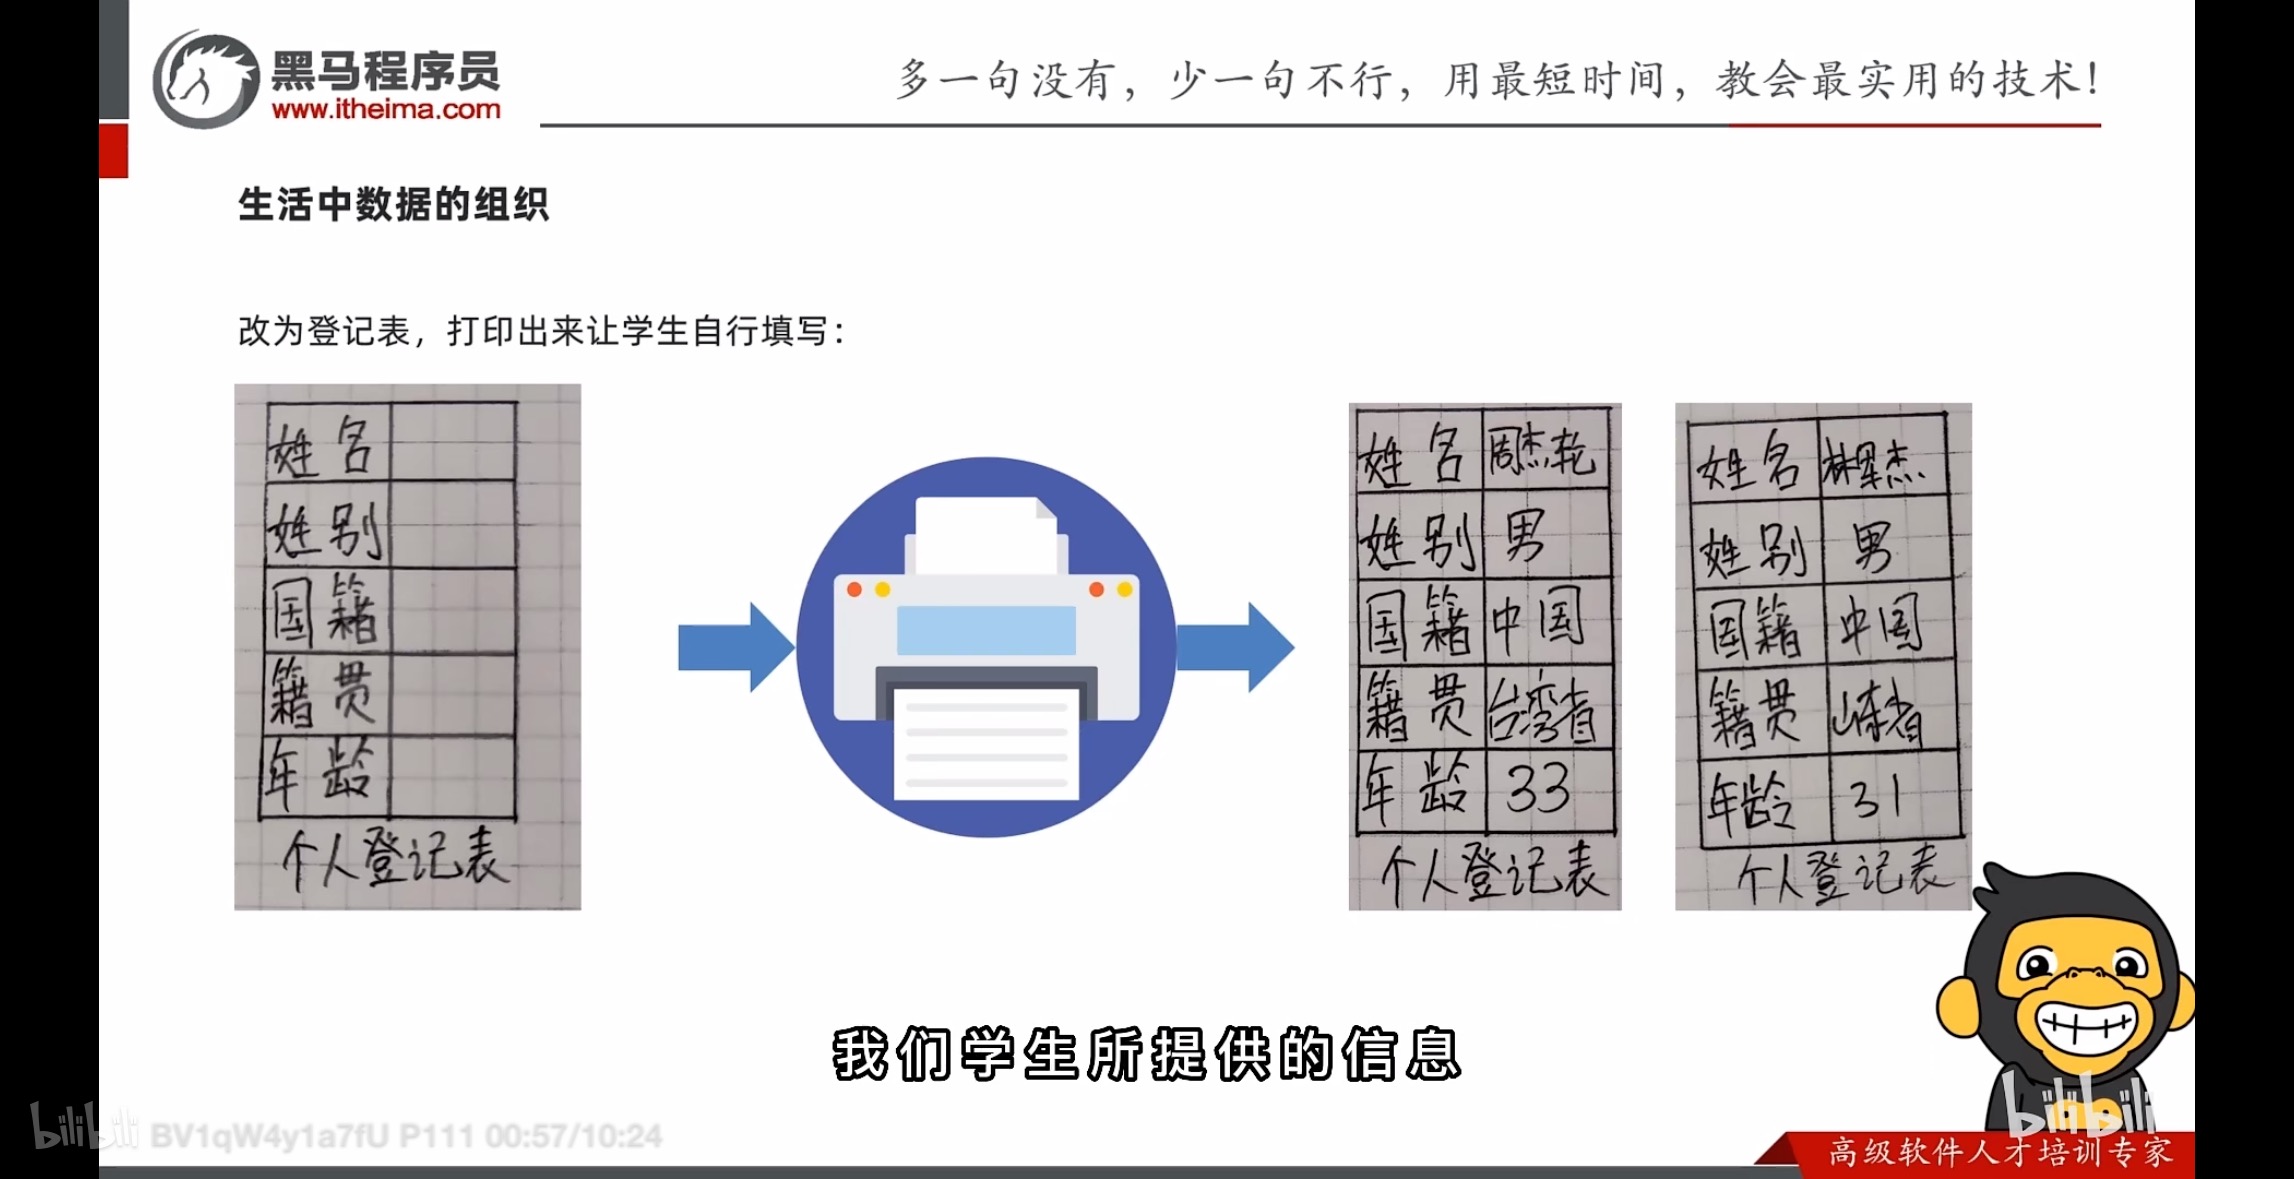 黑马程序员
www.itheima.com
多一句没有，少一句不行，用最短时间，教会最实用的技术！
生活中数据的组织
改为登记表，打印出来让学生自行填写：
姓名
姓别
国籍
籍贯
年龄
个人登记表
姓名 周杰轮
姓别 男
国籍 中国
籍贯 台湾省
年龄 33
个人登记表
姓名 林军杰
姓别 男
国籍 中国
籍贯 山东省
年龄 31
个人登记表
我们学生所提供的信息
bilibili BV1qW4y1a7fU P111 00:57/10:24
bilibili
高级软件人才培训专家